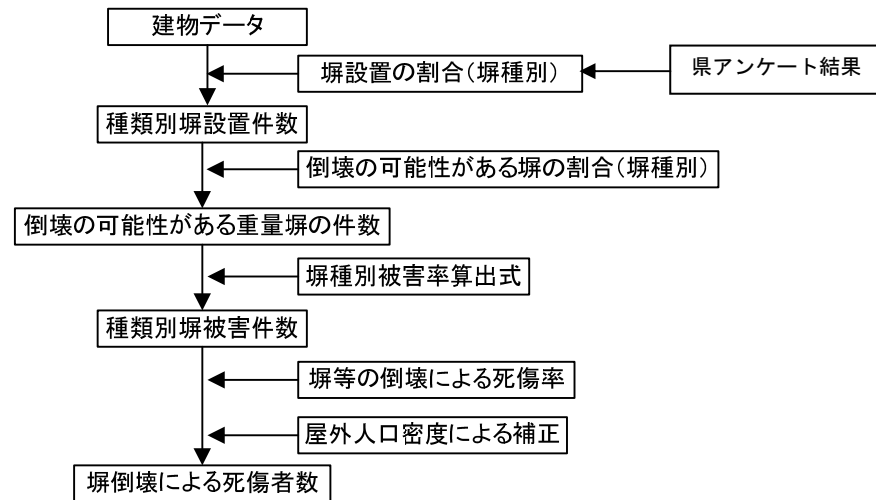 建物データ
塀設置の割合(塀種別)
県アンケート結果
種類別塀設置件数
倒壊の可能性がある塀の割合(塀種別)
倒壊の可能性がある重量塀の件数
塀種別被害率算出式
種類別塀被害件数
塀等の倒壊による死傷率
屋外人口密度による補正
塀倒壊による死傷者数